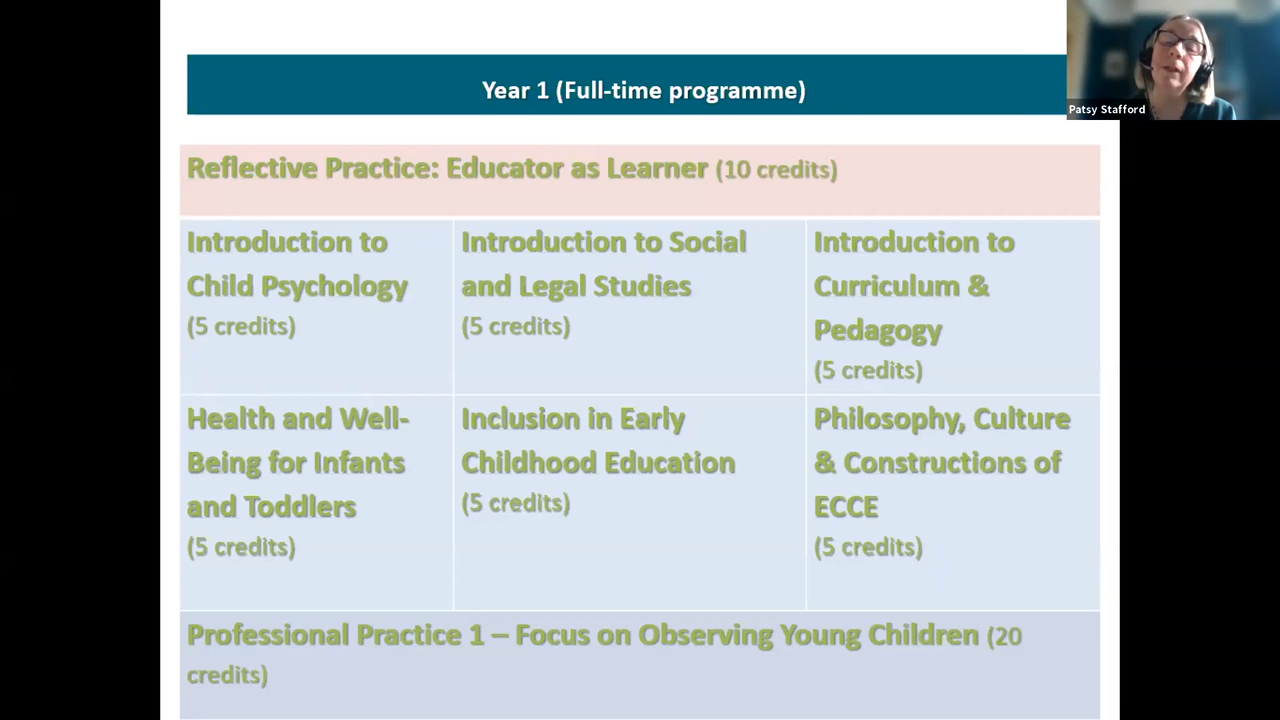 Year 1 (Full-time programme)
Patsy Stafford
Reflective Practice: Educator as Learner (10 credits)
Introduction to
Child Psychology
(5 credits)
Introduction to Social
and Legal Studies
(5 credits)
Introduction to
Curriculum &
Pedagogy
(5 credits)
Health and Well-
Being for Infants
and Toddlers
(5 credits)
Inclusion in Early
Childhood Education
(5 credits)
Philosophy, Culture
& Constructions of
ECCE
(5 credits)
Professional Practice 1 – Focus on Observing Young Children (20
credits)